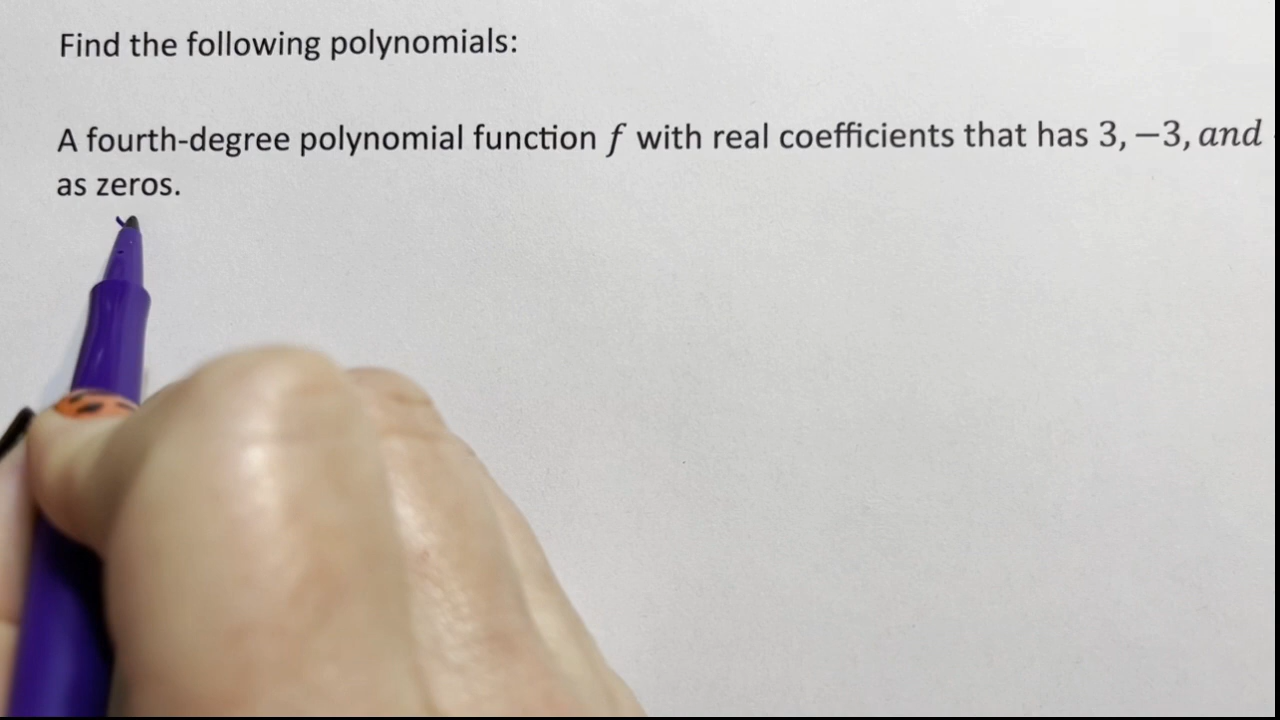 Find the following polynomials:
A fourth-degree polynomial function f with real coefficients that has 3, −3, and
as zeros.